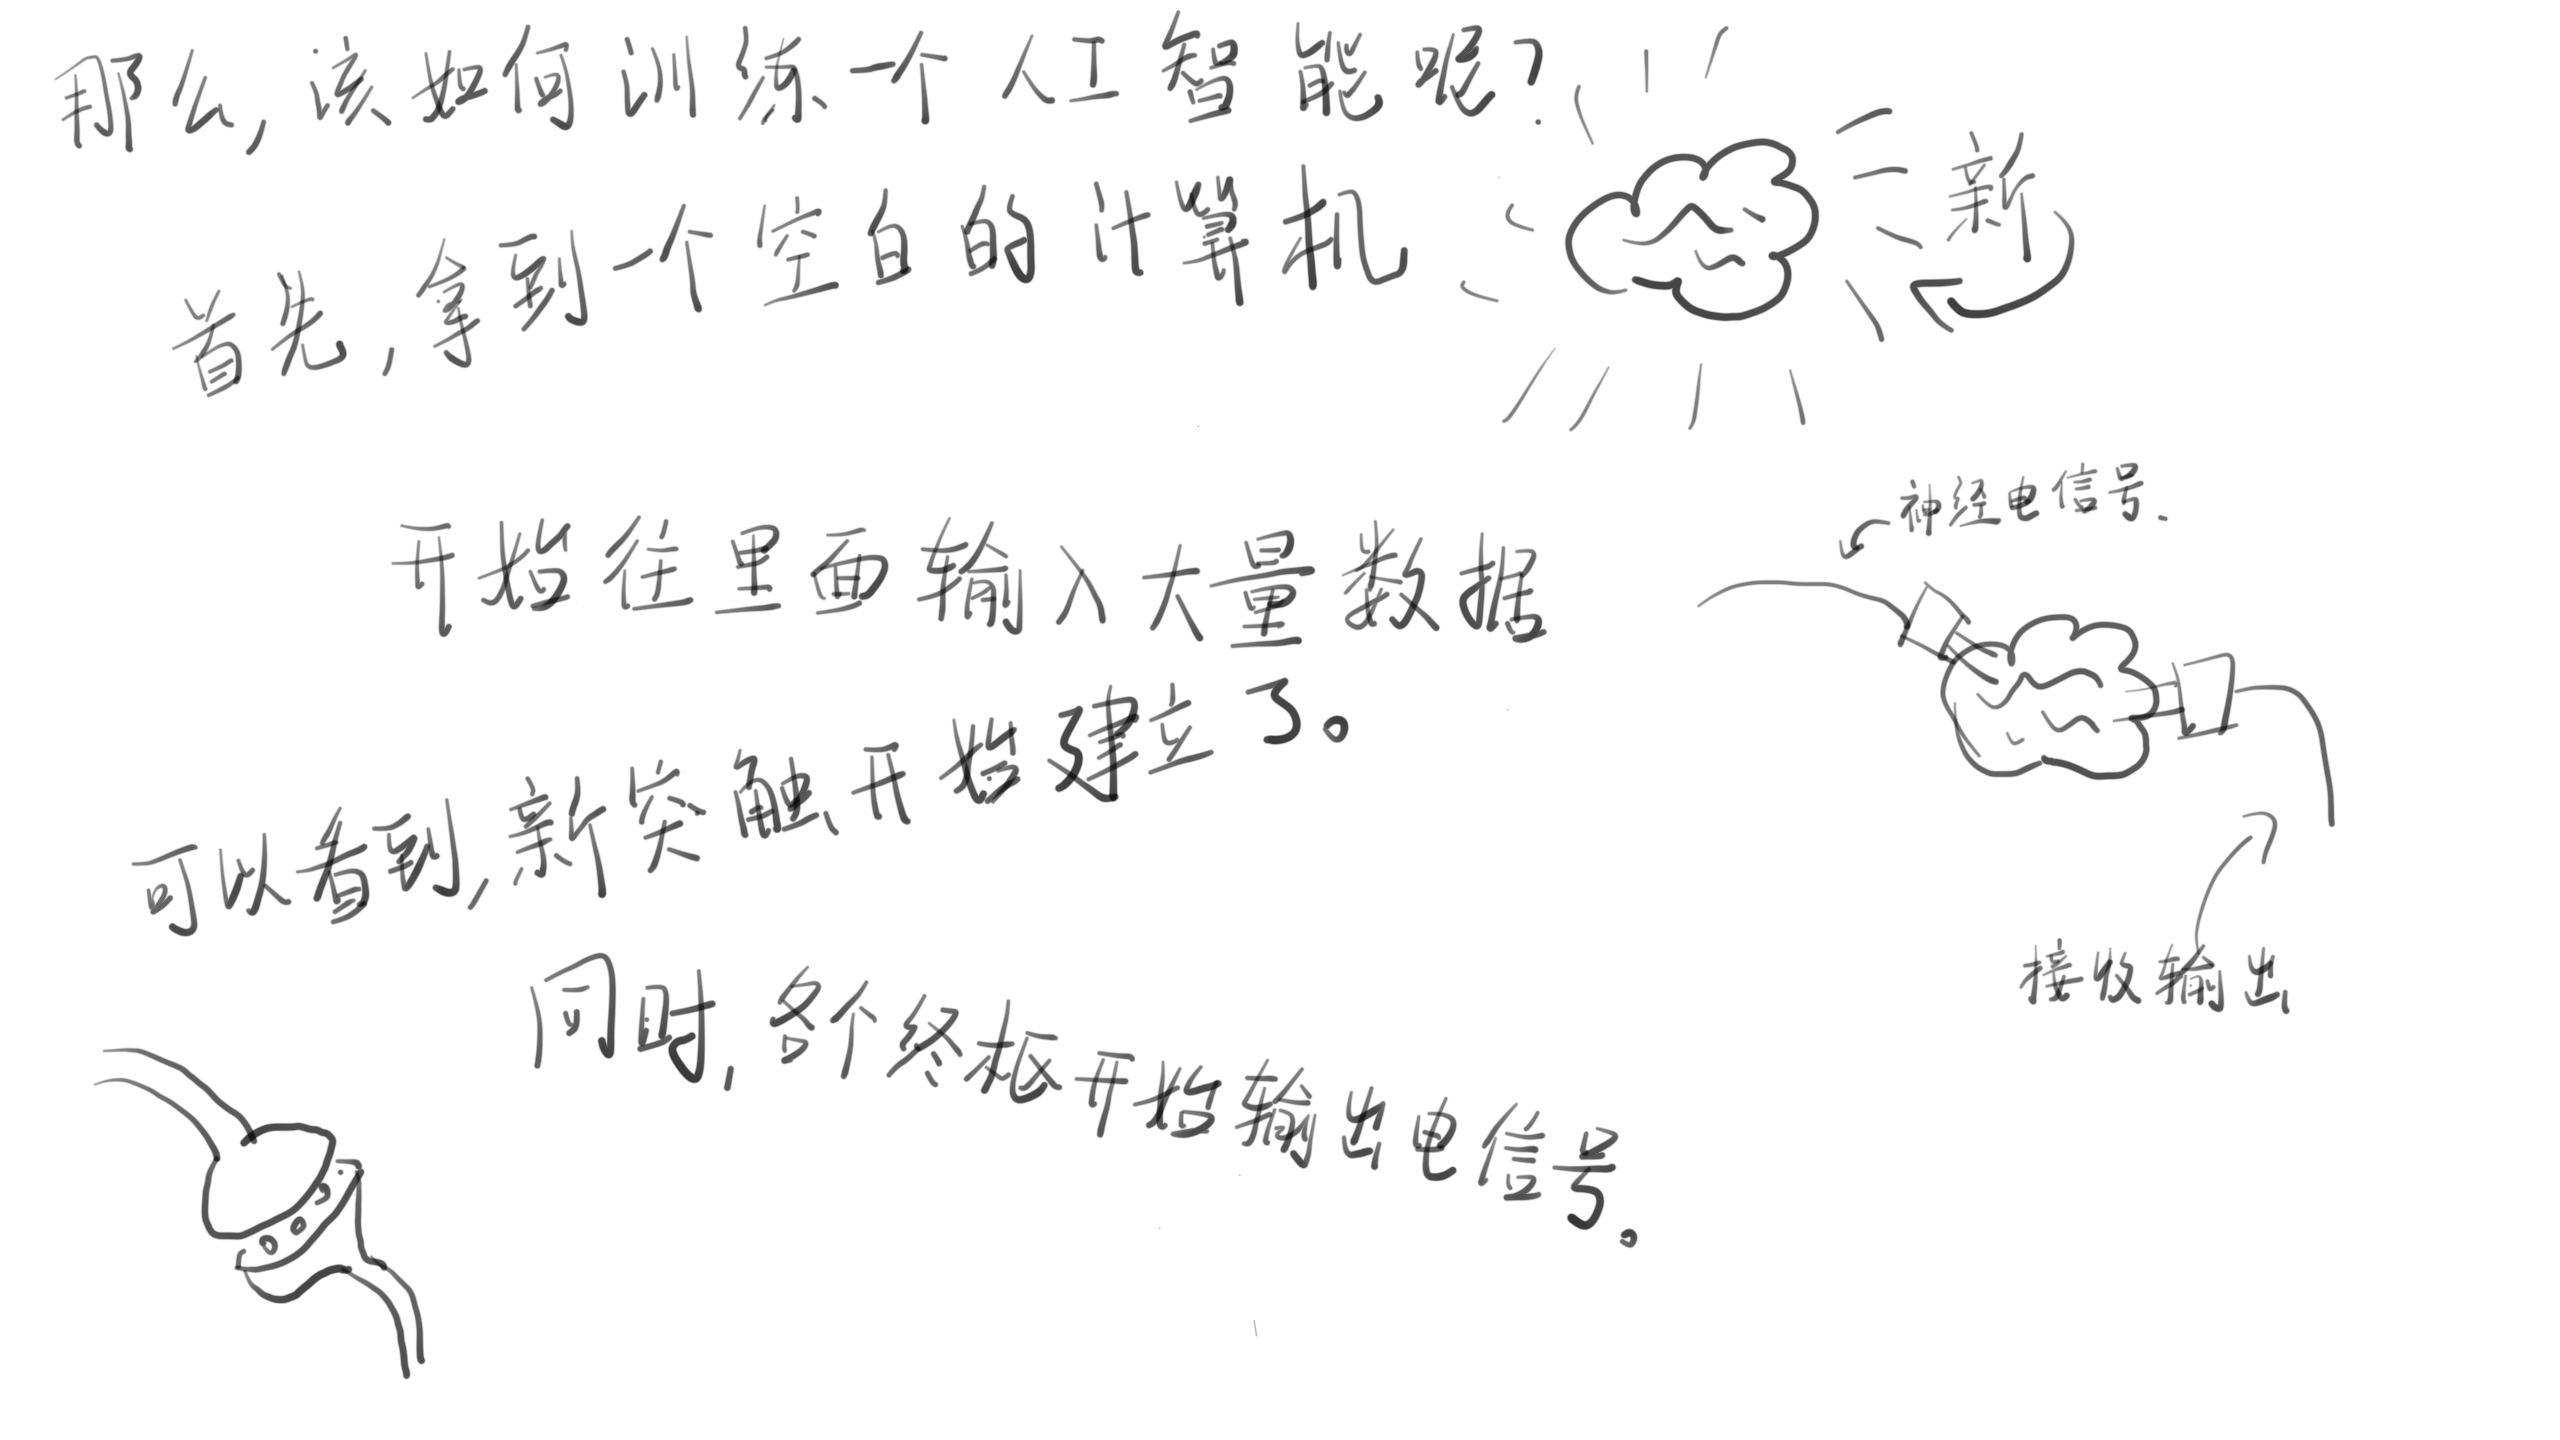 那么,该如何训练一个人工智能呢?
首先,拿到一个空白的计算机
新
神经电信号.
开始往里面输入大量数据
可以看到,新突触开始建立了。
接收输出
同时,各个终枢开始输出电信号。